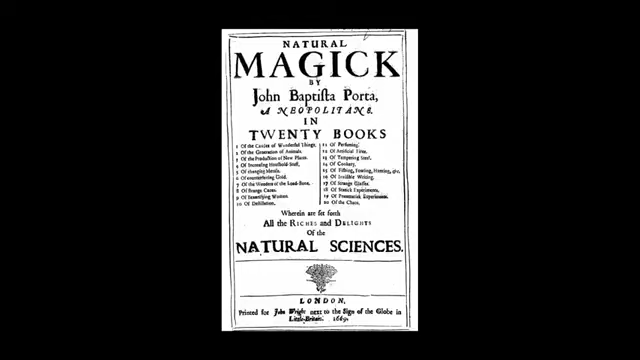 NATURAL
MAGICK
BY
John Baptista Porta,
A NEOPOLITANE.
IN
TWENTY BOOKS
1 Of the Causes of Wonderful Things.
2 Of the Generation of Animals.
3 Of the Production of New Plants.
4 Of Increasing Houshold-Stuff.
5 Of changing Metals.
6 Of counterfeiting Gold.
7 Of the Wonders of the Load-stone.
8 Of strange Cures.
9 Of Beautifying Women.
10 Of Distillation.
11 Of Perfuming.
12 Of Artificial Fires.
13 Of Tempering Steel.
14 Of Cookery.
15 Of Fishing, Fowling, Hunting, &c.
16 Of Invisible Writing.
17 Of Strange Glasses.
18 Of Statick Experiments.
19 Of Pneumatick Experiments.
20 Of the Chaos.
Wherein are set forth
All the RICHES and DELIGHTS
Of the
NATURAL SCIENCES.
LONDON,
Printed for John Wright next to the Sign of the Globe in
Little-Britain. 1669.